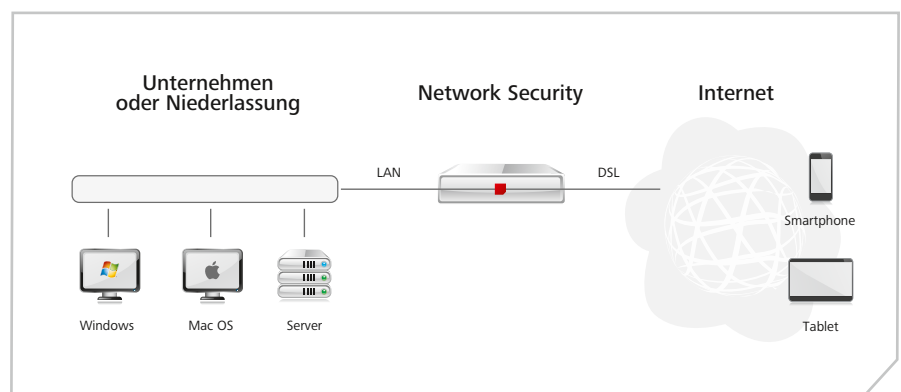 Unternehmen
oder Niederlassung
Network Security
Internet
LAN
DSL
Smartphone
Windows
Mac OS
Server
Tablet